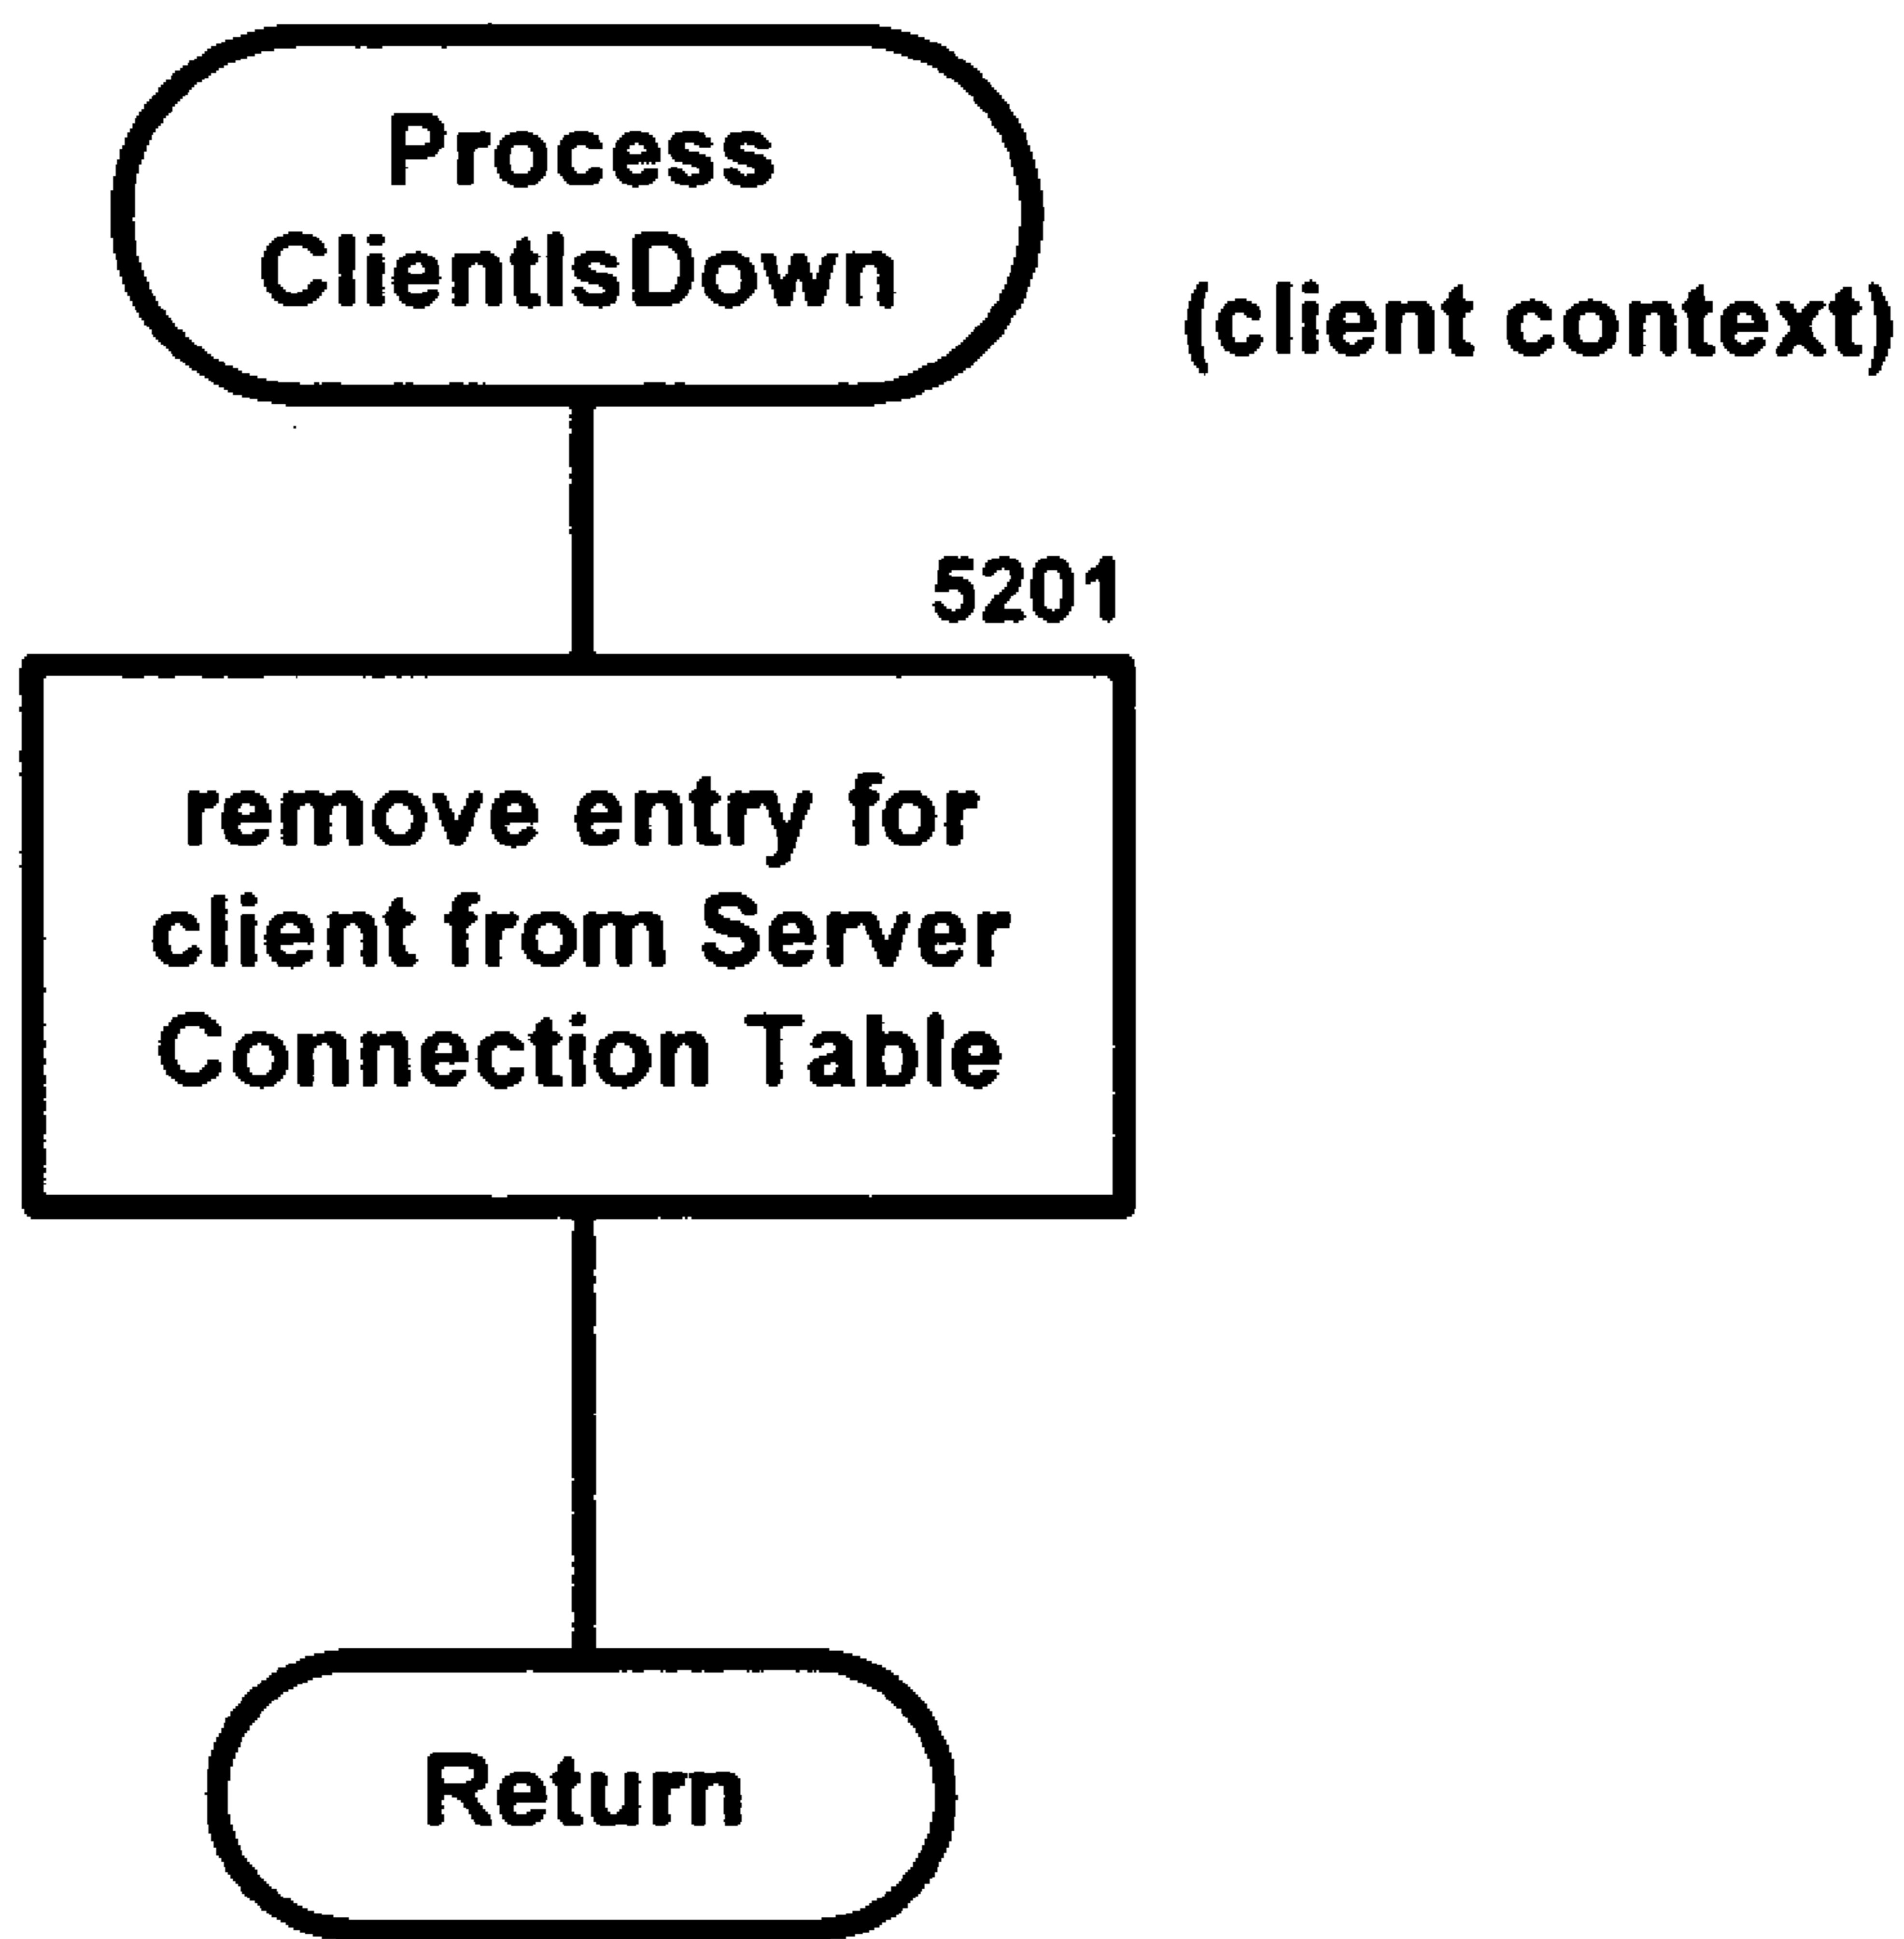 Process
ClientIsDown
(client context)
5201
remove entry for
client from Server
Connection Table
Return